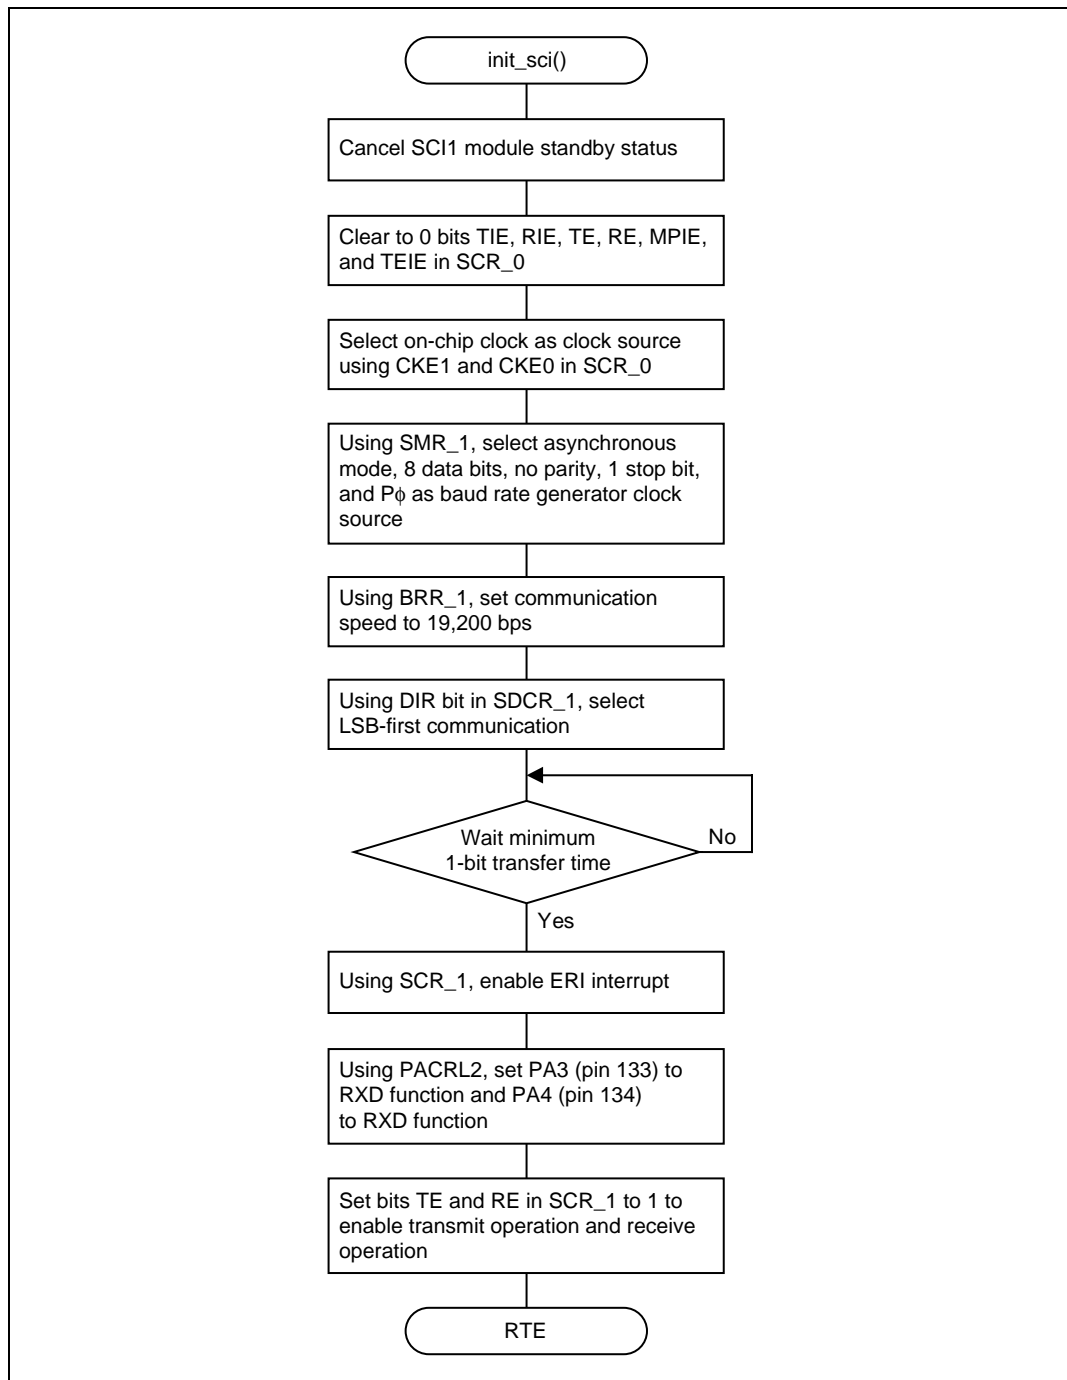 init_sci()
Cancel SCI1 module standby status
Clear to 0 bits TIE, RIE, TE, RE, MPIE,
and TEIE in SCR_0
Select on-chip clock as clock source
using CKE1 and CKE0 in SCR_0
Using SMR_1, select asynchronous
mode, 8 data bits, no parity, 1 stop bit,
and Pϕ as baud rate generator clock
source
Using BRR_1, set communication
speed to 19,200 bps
Using DIR bit in SDCR_1, select
LSB-first communication
Wait minimum
1-bit transfer time
No
Yes
Using SCR_1, enable ERI interrupt
Using PACRL2, set PA3 (pin 133) to
RXD function and PA4 (pin 134)
to RXD function
Set bits TE and RE in SCR_1 to 1 to
enable transmit operation and receive
operation
RTE